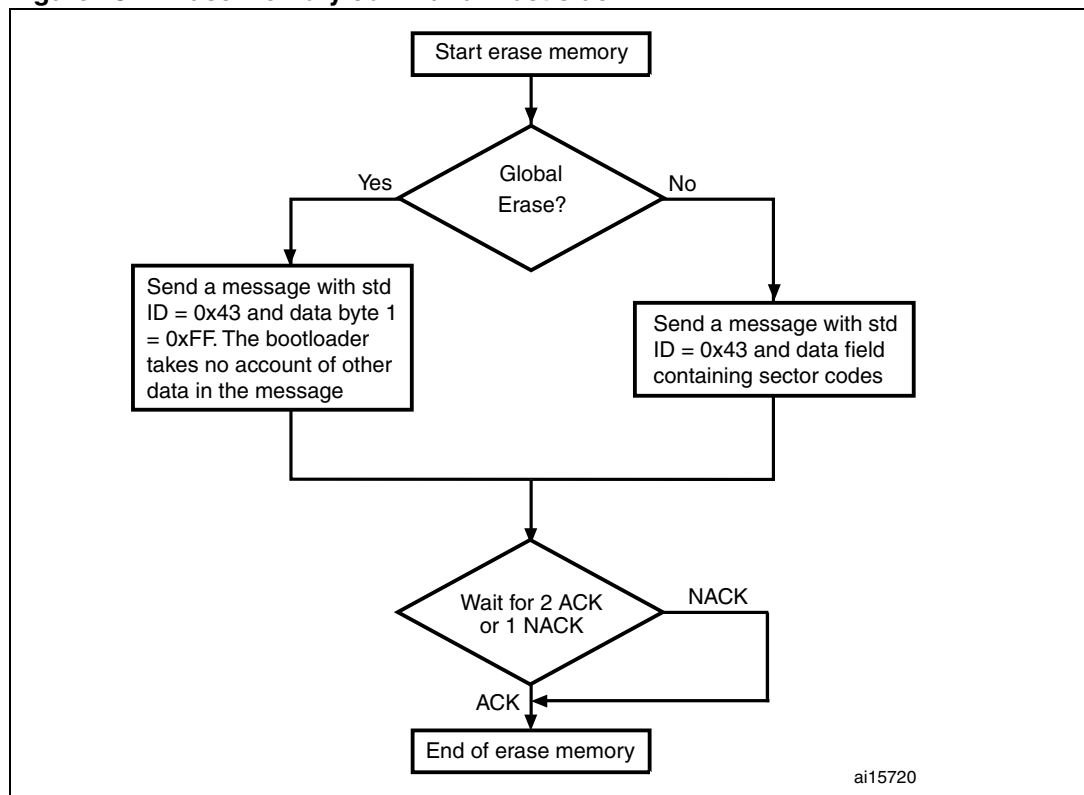 Start erase memory
Global
Erase?
Yes
No
Send a message with std
ID = 0x43 and data byte 1
= 0xFF. The bootloader
takes no account of other
data in the message
Send a message with std
ID = 0x43 and data field
containing sector codes
Wait for 2 ACK
or 1 NACK
NACK
ACK
End of erase memory
ai15720